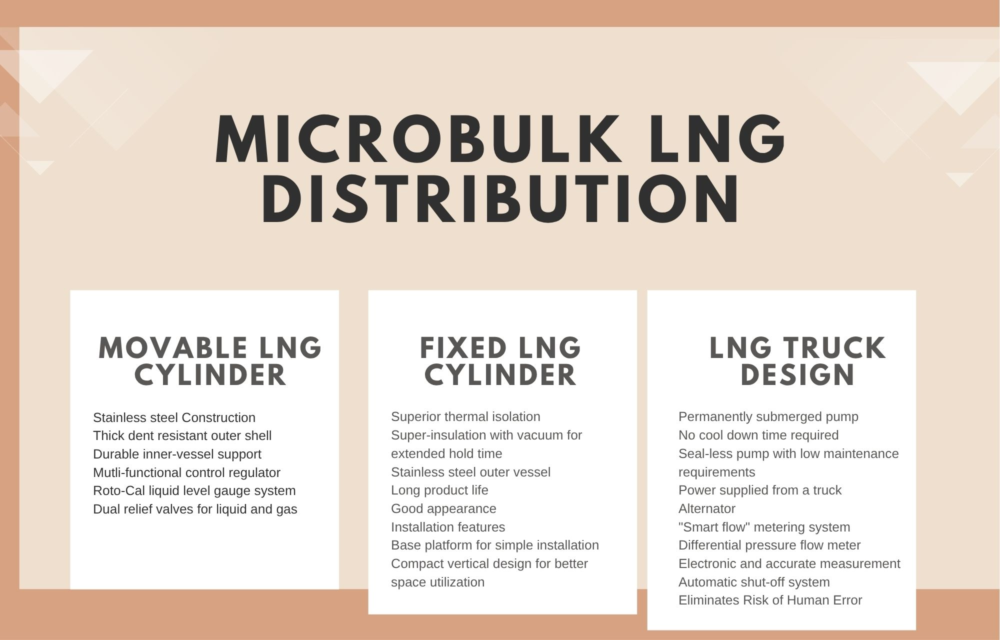 MICROBULK LNG
DISTRIBUTION
MOVABLE LNG
CYLINDER
Stainless steel Construction
Thick dent resistant outer shell
Durable inner-vessel support
Mutli-functional control regulator
Roto-Cal liquid level gauge system
Dual relief valves for liquid and gas
FIXED LNG
CYLINDER
Superior thermal isolation
Super-insulation with vacuum for
extended hold time
Stainless steel outer vessel
Long product life
Good appearance
Installation features
Base platform for simple installation
Compact vertical design for better
space utilization
LNG TRUCK
DESIGN
Permanently submerged pump
No cool down time required
Seal-less pump with low maintenance
requirements
Power supplied from a truck
Alternator
"Smart flow" metering system
Differential pressure flow meter
Electronic and accurate measurement
Automatic shut-off system
Eliminates Risk of Human Error